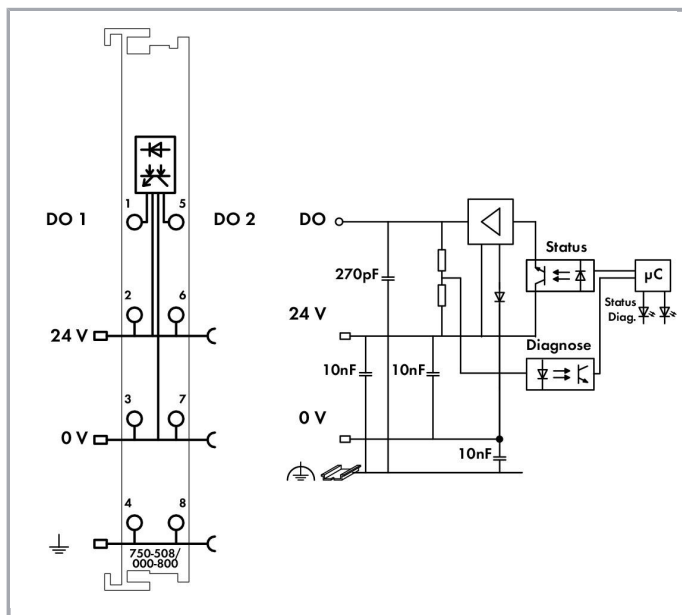 1
5
DO 1
DO 2
2
6
24 V
3
7
0 V
4
8
750-508/
000-800
DO
Status
270pF
µC
Status
Diag.
24 V
Diagnose
10nF
10nF
0 V
10nF